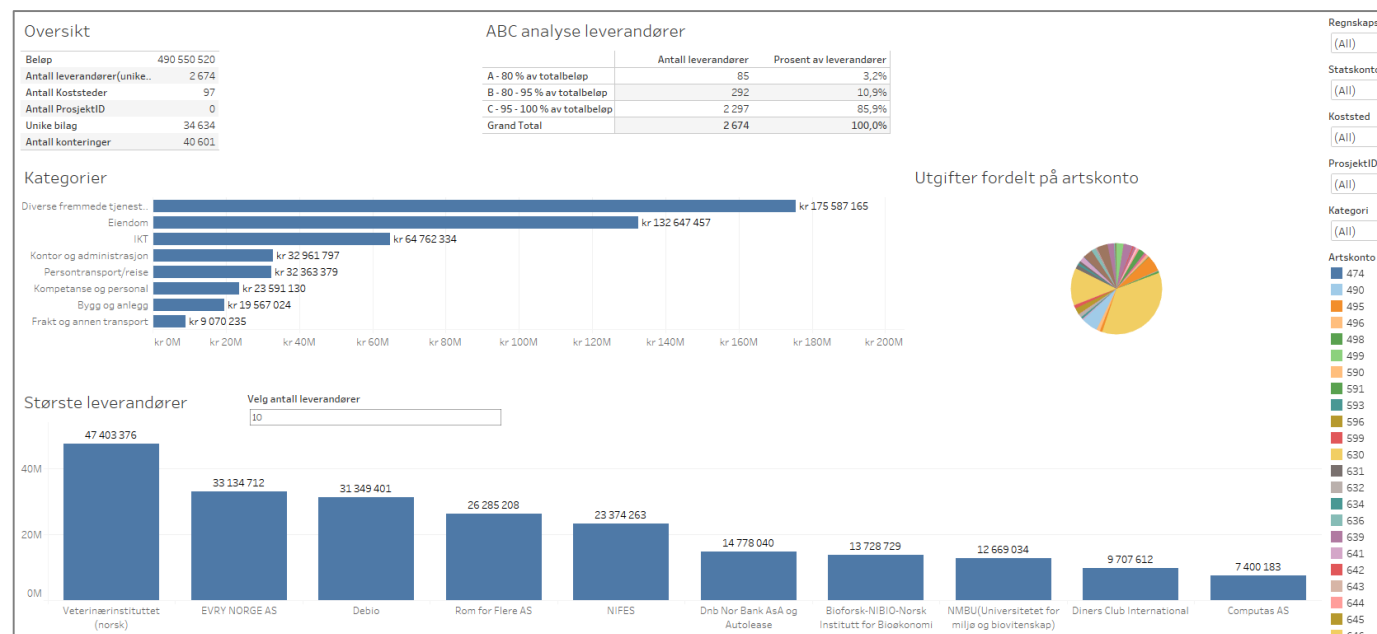 Oversikt
Beløp 490 550 520
Antall leverandører(unike.. 2 674
Antall Koststeder 97
Antall ProsjektID 0
Unike bilag 34 634
Antall konteringer 40 601
ABC analyse leverandører
Antall leverandører Prosent av leverandører
A - 80 % av totalbeløp 85 3,2%
B - 80 - 95 % av totalbeløp 292 10,9%
C - 95 - 100 % av totalbeløp 2 297 85,9%
Grand Total 2 674 100,0%
Kategorier
Diverse fremmede tjenest.. kr 175 587 165
Eiendom kr 132 647 457
IKT kr 64 762 334
Kontor og administrasjon kr 32 961 797
Persontransport/reise kr 32 363 379
Kompetanse og personal kr 23 591 130
Bygg og anlegg kr 19 567 024
Frakt og annen transport kr 9 070 235
kr 0M kr 20M kr 40M kr 60M kr 80M kr 100M kr 120M kr 140M kr 160M kr 180M kr 200M
Utgifter fordelt på artskonto
Største leverandører
Velg antall leverandører
10
40M
20M
0M
47 403 376
33 134 712
31 349 401
26 285 208
23 374 263
14 778 040
13 728 729
12 669 034
9 707 612
7 400 183
Veterinærinstituttet
(norsk)
EVRY NORGE AS
Debio
Rom for Flere AS
NIFES
Dnb Nor Bank AsA og
Autolease
Bioforsk-NIBIO-Norsk
Institutt for Bioøkonomi
NMBU(Universitetet for
miljø og biovitenskap)
Diners Club International
Computas AS
Regnskaps
(All)
Statskonto
(All)
Koststed
(All)
ProsjektID
(All)
Kategori
(All)
Artskonto
474
490
495
496
498
499
590
591
593
596
599
630
631
632
634
636
639
641
642
643
644
645